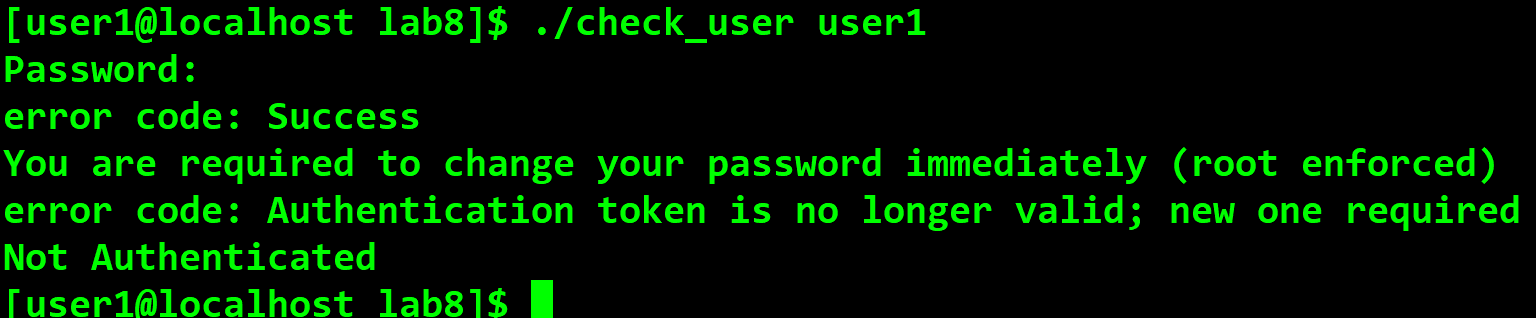 [user1@localhost lab8]$ ./check_user user1
Password:
error code: Success
You are required to change your password immediately (root enforced)
error code: Authentication token is no longer valid; new one required
Not Authenticated
[user1@localhost lab8]$